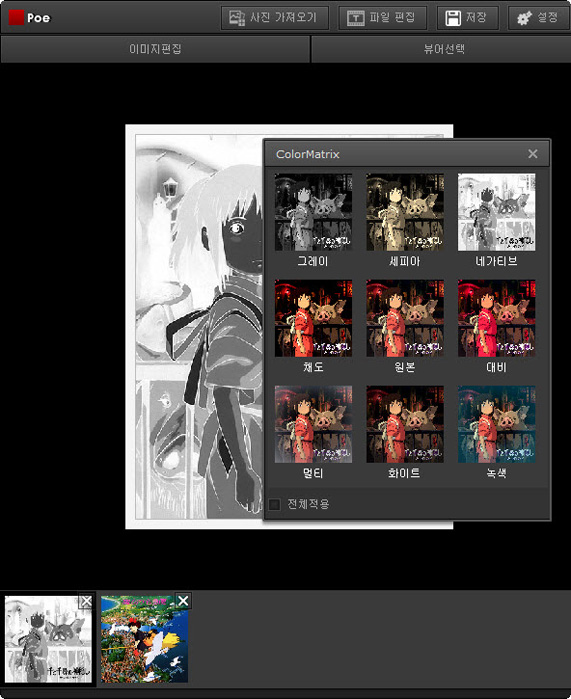 Poe
사진 가져오기
파일 편집
저장
설정
이미지편집
뷰어선택
ColorMatrix
그레이
세피아
네가티브
채도
원본
대비
멀티
화이트
녹색
전체적용